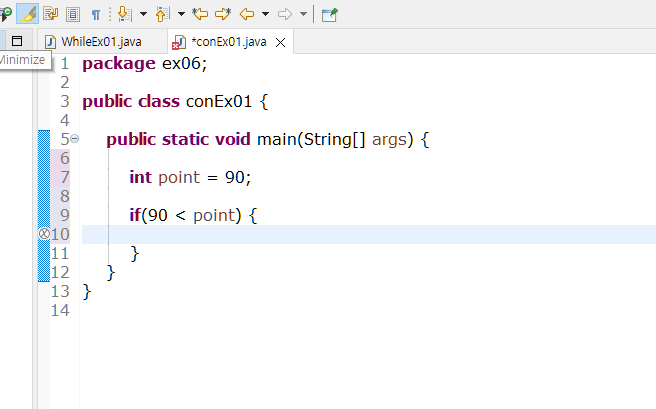 WhileEx01.java
*conEx01.java
Minimize
1 package ex06;
2
3 public class conEx01 {
4
5 public static void main(String[] args) {
6
7 int point = 90;
8
9 if(90 < point) {
10
11 }
12 }
13 }
14